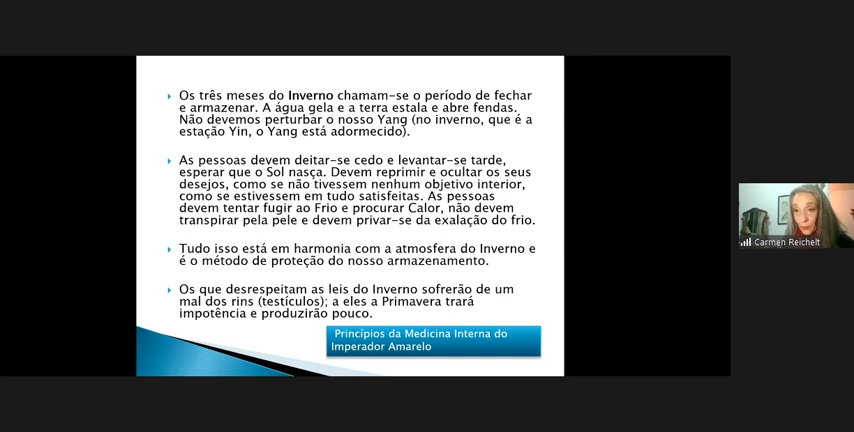 Os três meses do Inverno chamam-se o período de fechar
e armazenar. A água gela e a terra estala e abre fendas.
Não devemos perturbar o nosso Yang (no inverno, que é a
estação Yin, o Yang está adormecido).
As pessoas devem deitar-se cedo e levantar-se tarde,
esperar que o Sol nasça. Devem reprimir e ocultar os seus
desejos, como se não tivessem nenhum objetivo interior,
como se estivessem em tudo satisfeitas. As pessoas
devem tentar fugir ao Frio e procurar Calor, não devem
transpirar pela pele e devem privar-se da exalação do frio.
Tudo isso está em harmonia com a atmosfera do Inverno e
é o método de proteção do nosso armazenamento.
Os que desrespeitam as leis do Inverno sofrerão de um
mal dos rins (testículos); a eles a Primavera trará
impotência e produzirão pouco.
Princípios da Medicina Interna do
Imperador Amarelo
Carmen Reichelt